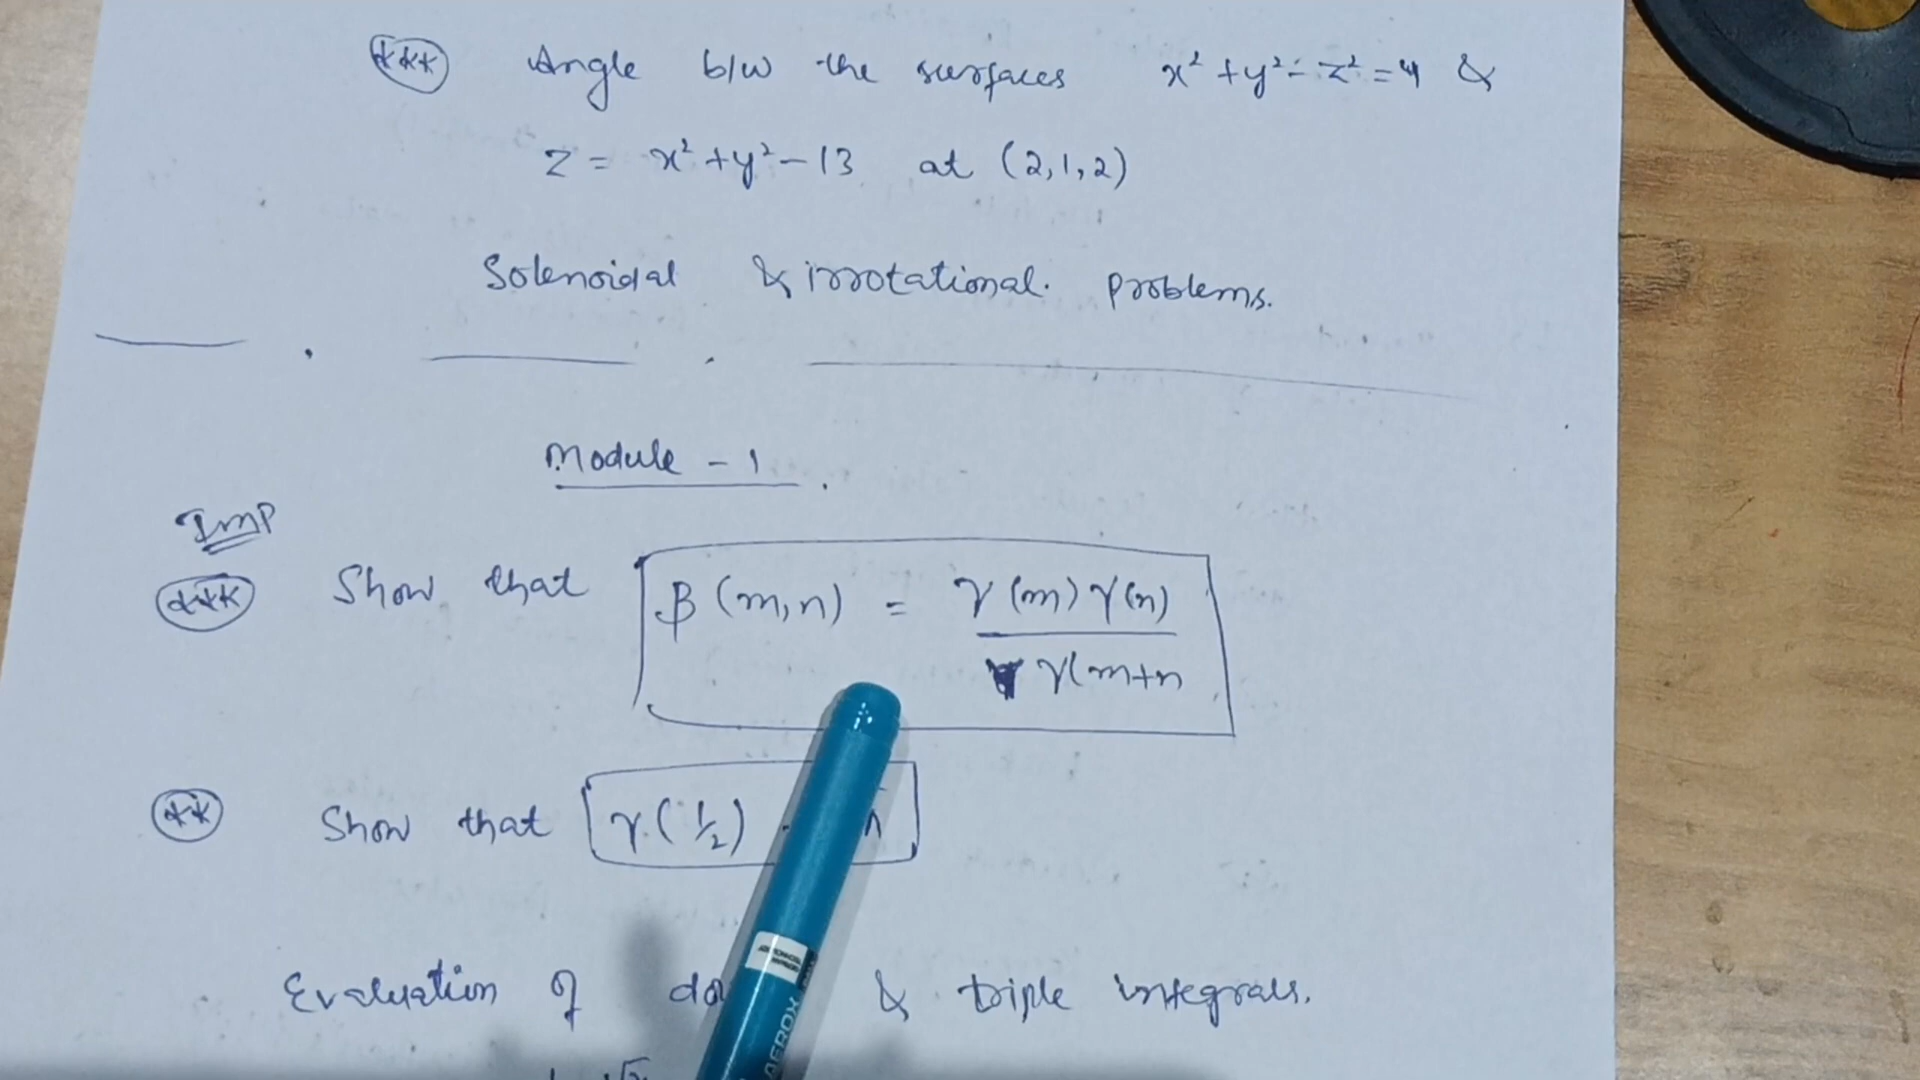 *** Angle b/w the surfaces x² + y² - z² = 4 &
z = x² + y² - 13 at (2,1,2)
Solenoidal & irrotational. problems.
Module - 1
Imp
*** Show that β (m,n) = γ(m) γ(n)
γ(m+n
** Show that γ(1/2)
Evaluation of & triple integrals.
AEROX